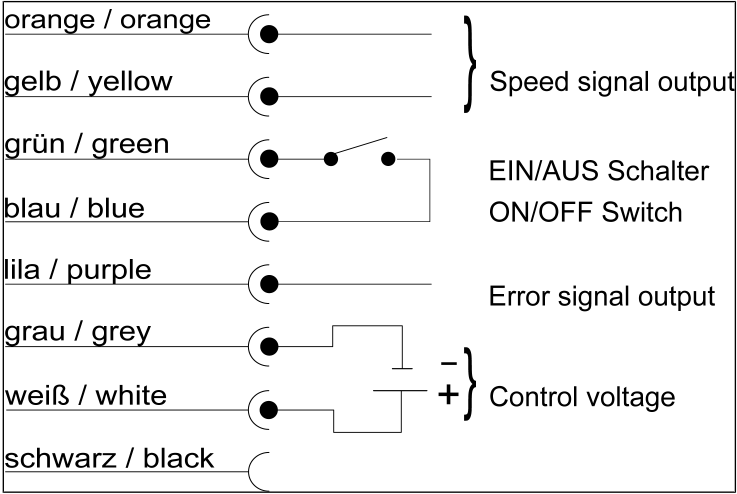 orange / orange
gelb / yellow
Speed signal output
grün / green
EIN/AUS Schalter
blau / blue
ON/OFF Switch
lila / purple
Error signal output
grau / grey
−
+
Control voltage
weiß / white
schwarz / black